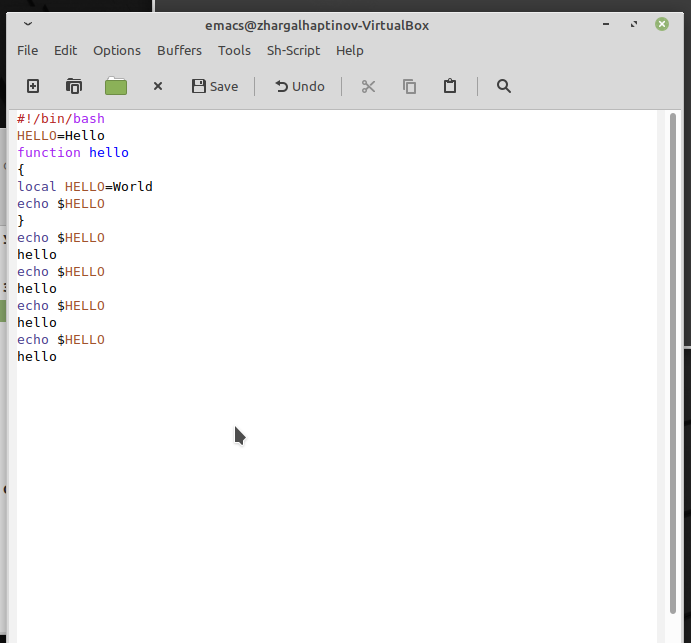 emacs@zhargalhaptinov-VirtualBox
File Edit Options Buffers Tools Sh-Script Help
Save Undo
#!/bin/bash
HELLO=Hello
function hello
{
local HELLO=World
echo $HELLO
}
echo $HELLO
hello
echo $HELLO
hello
echo $HELLO
hello
echo $HELLO
hello